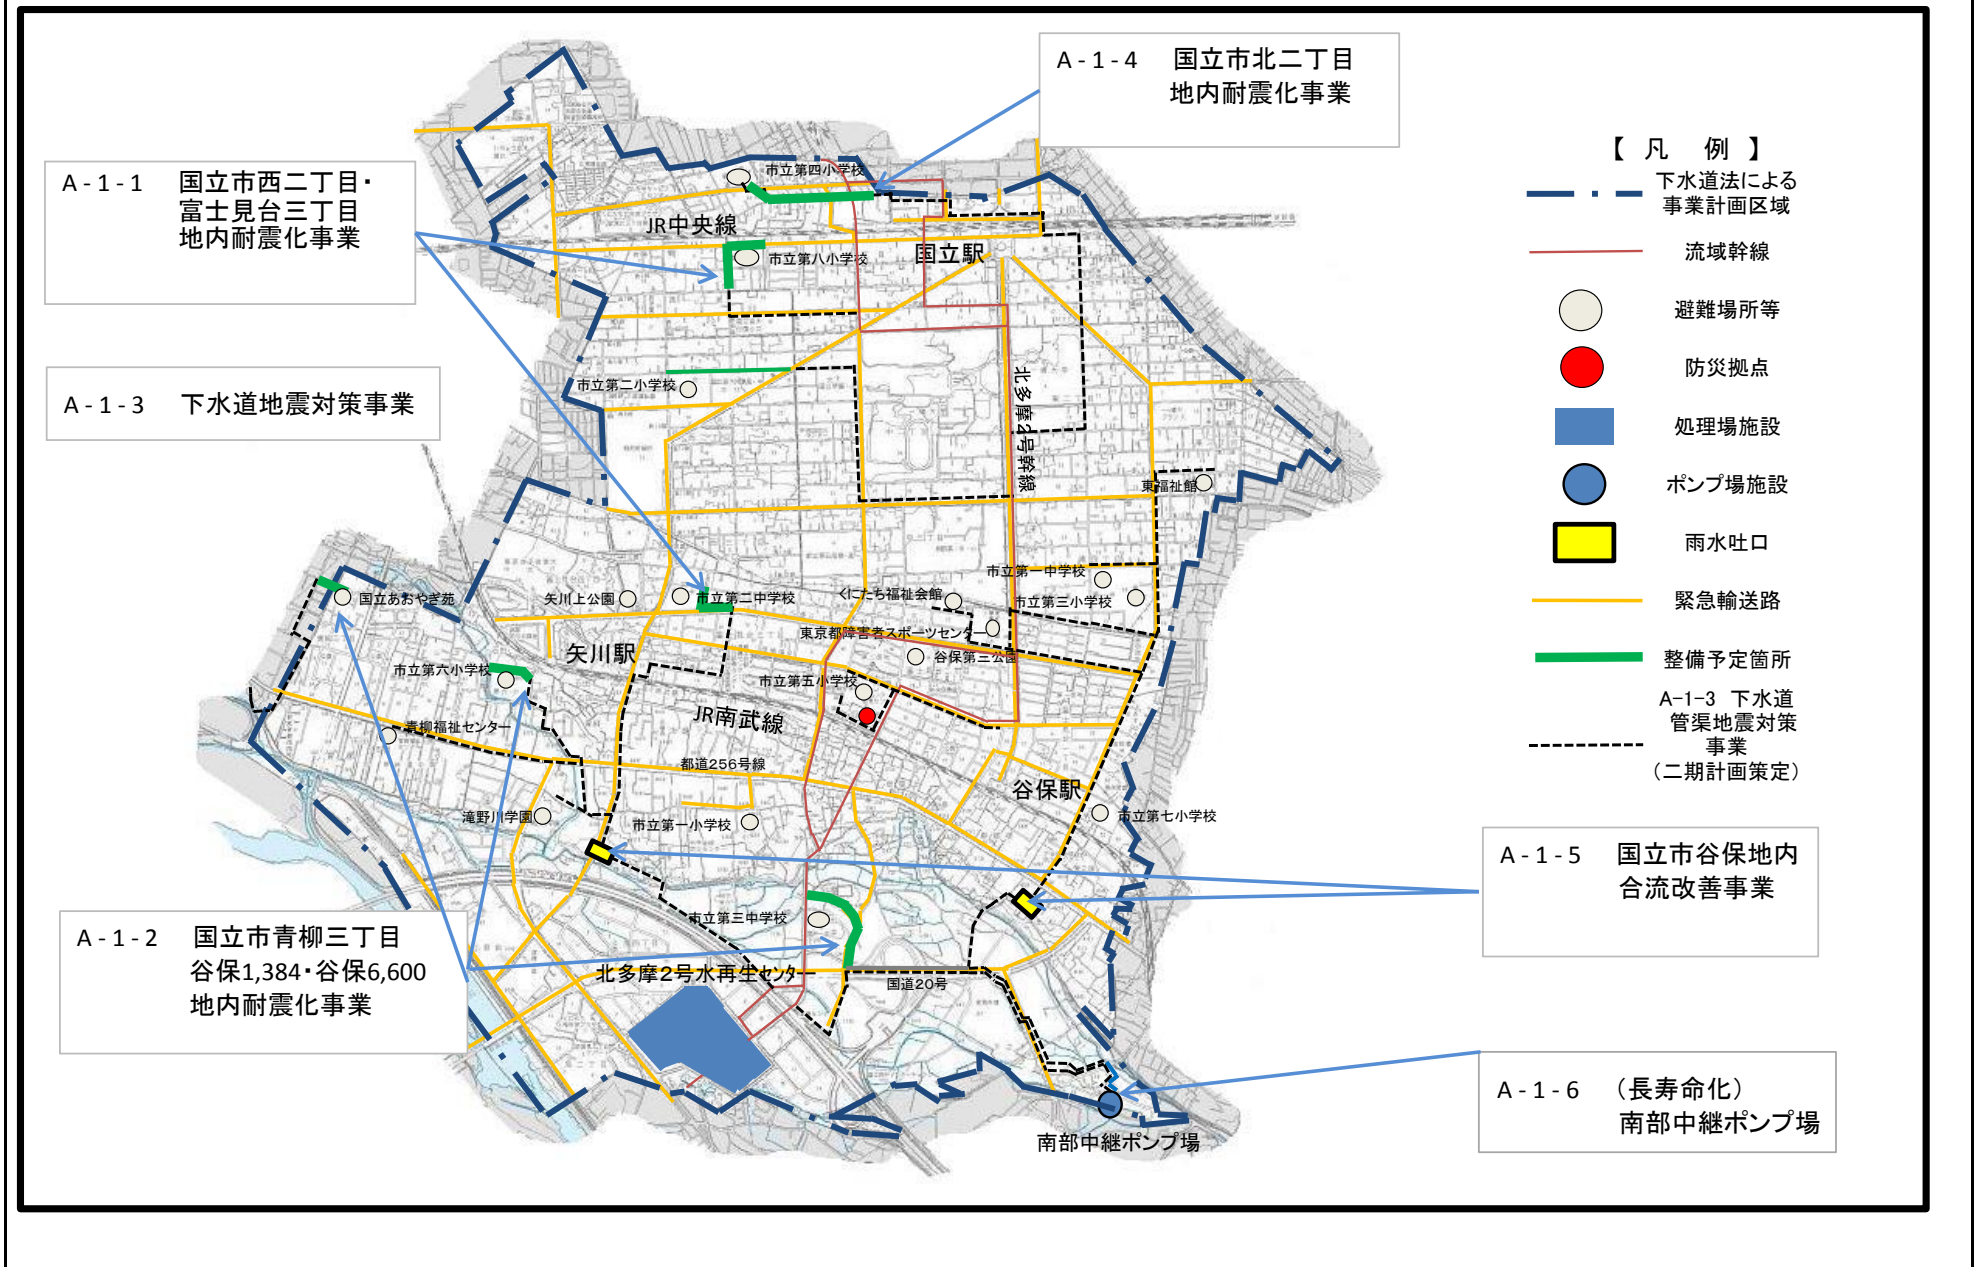 A-1-4 国立市北二丁目
地内耐震化事業
【 凡 例 】
下水道法による
事業計画区域
流域幹線
避難場所等
防災拠点
処理場施設
ポンプ場施設
雨水吐口
緊急輸送路
整備予定箇所
A-1-3 下水道
管渠地震対策
事業
(二期計画策定)
A-1-1 国立市西二丁目・
富士見台三丁目
地内耐震化事業
A-1-3 下水道地震対策事業
市立第四小学校
JR中央線
国立駅
市立第八小学校
市立第二小学校
北多摩2号幹線
東福祉館
市立第一中学校
市立第三小学校
くにたち福祉会館
東京都障害者スポーツセンター
谷保第三公園
国立あおやぎ苑
矢川上公園
市立第二中学校
矢川駅
市立第六小学校
市立第五小学校
JR南武線
青柳福祉センター
都道256号線
谷保駅
滝野川学園
市立第一小学校
市立第七小学校
A-1-5 国立市谷保地内
合流改善事業
A-1-2 国立市青柳三丁目
谷保1,384・谷保6,600
地内耐震化事業
市立第三中学校
北多摩2号水再生センター
国道20号
A-1-6 (長寿命化)
南部中継ポンプ場
南部中継ポンプ場